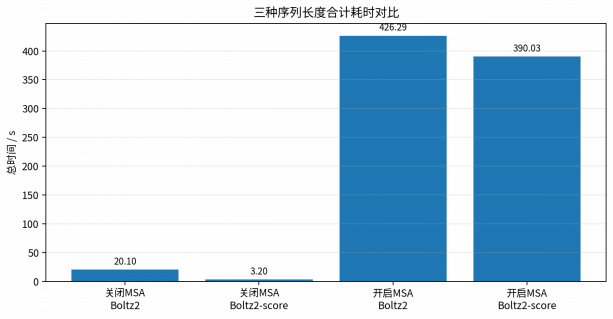 三种序列长度合计耗时对比
总时间 / s
400
350
300
250
200
150
100
50
0
20.10
3.20
426.29
390.03
关闭MSA
Boltz2
关闭MSA
Boltz2-score
开启MSA
Boltz2
开启MSA
Boltz2-score